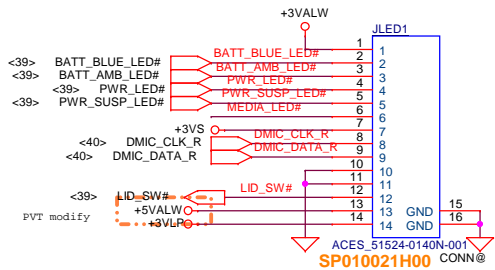 +3VALW
JLED1
1 1
<39> BATT_BLUE_LED# BATT_BLUE_LED# 2 2
<39> BATT_AMB_LED# BATT_AMB_LED# 3 3
<39> PWR_LED# PWR_LED# 4 4
<39> PWR_SUSP_LED# PWR_SUSP_LED# 5 5
MEDIA_LED# 6 6
+3VS 7 7
<40> DMIC_CLK_R DMIC_CLK_R 8 8
<40> DMIC_DATA_R DMIC_DATA_R 9 9
10 10
11 11
<39> LID_SW# LID_SW# 12 12
+5VALW 13 13 GND 15
PVT modify +3VLP 14 14 GND 16
ACES_51524-0140N-001
SP010021H00 CONN@